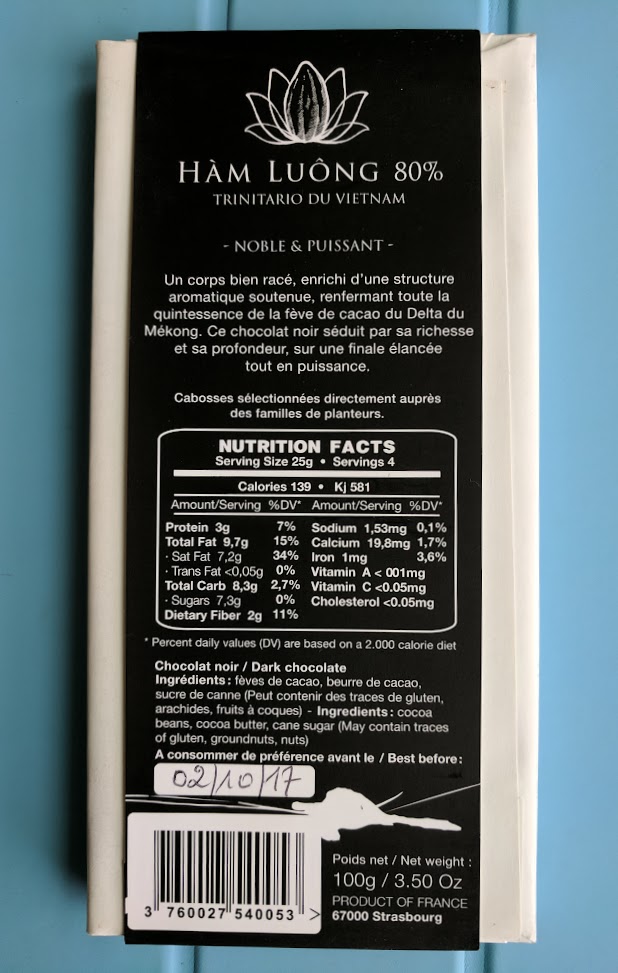 HÀM LUÔNG 80%
TRINITARIO DU VIETNAM
- NOBLE & PUISSANT -
Un corps bien racé, enrichi d'une structure
aromatique soutenue, renfermant toute la
quintessence de la fève de cacao du Delta du
Mékong. Ce chocolat noir séduit par sa richesse
et sa profondeur, sur une finale élancée
tout en puissance.
Cabosses sélectionnées directement auprès
des familles de planteurs.
NUTRITION FACTS
Serving Size 25g • Servings 4
Calories 139 • Kj 581
Amount/Serving %DV* Amount/Serving %DV*
Protein 3g 7% Sodium 1,53mg 0,1%
Total Fat 9,7g 15% Calcium 19,8mg 1,7%
· Sat Fat 7,2g 34% Iron 1mg 3,6%
· Trans Fat <0,05g 0% Vitamin A < 001mg
Total Carb 8,3g 2,7% Vitamin C <0.05mg
· Sugars 7,3g 0% Cholesterol <0.05mg
Dietary Fiber 2g 11%
* Percent daily values (DV) are based on a 2.000 calorie diet
Chocolat noir / Dark chocolate
Ingrédients : fèves de cacao, beurre de cacao,
sucre de canne (Peut contenir des traces de gluten,
arachides, fruits à coques) - Ingredients : cocoa
beans, cocoa butter, cane sugar (May contain traces
of gluten, groundnuts, nuts)
A consommer de préférence avant le / Best before :
02/10/17
Poids net / Net weight :
100g / 3.50 Oz
PRODUCT OF FRANCE
67000 Strasbourg
3 760027 540053 >